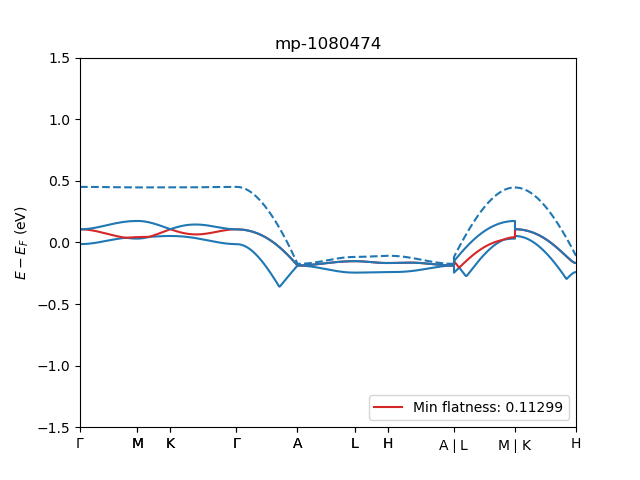 mp-1080474
1.5
1.0
0.5
0.0
−0.5
−1.0
−1.5
E − E_F (eV)
Γ M K Γ A L H A | L M | K H
Min flatness: 0.11299